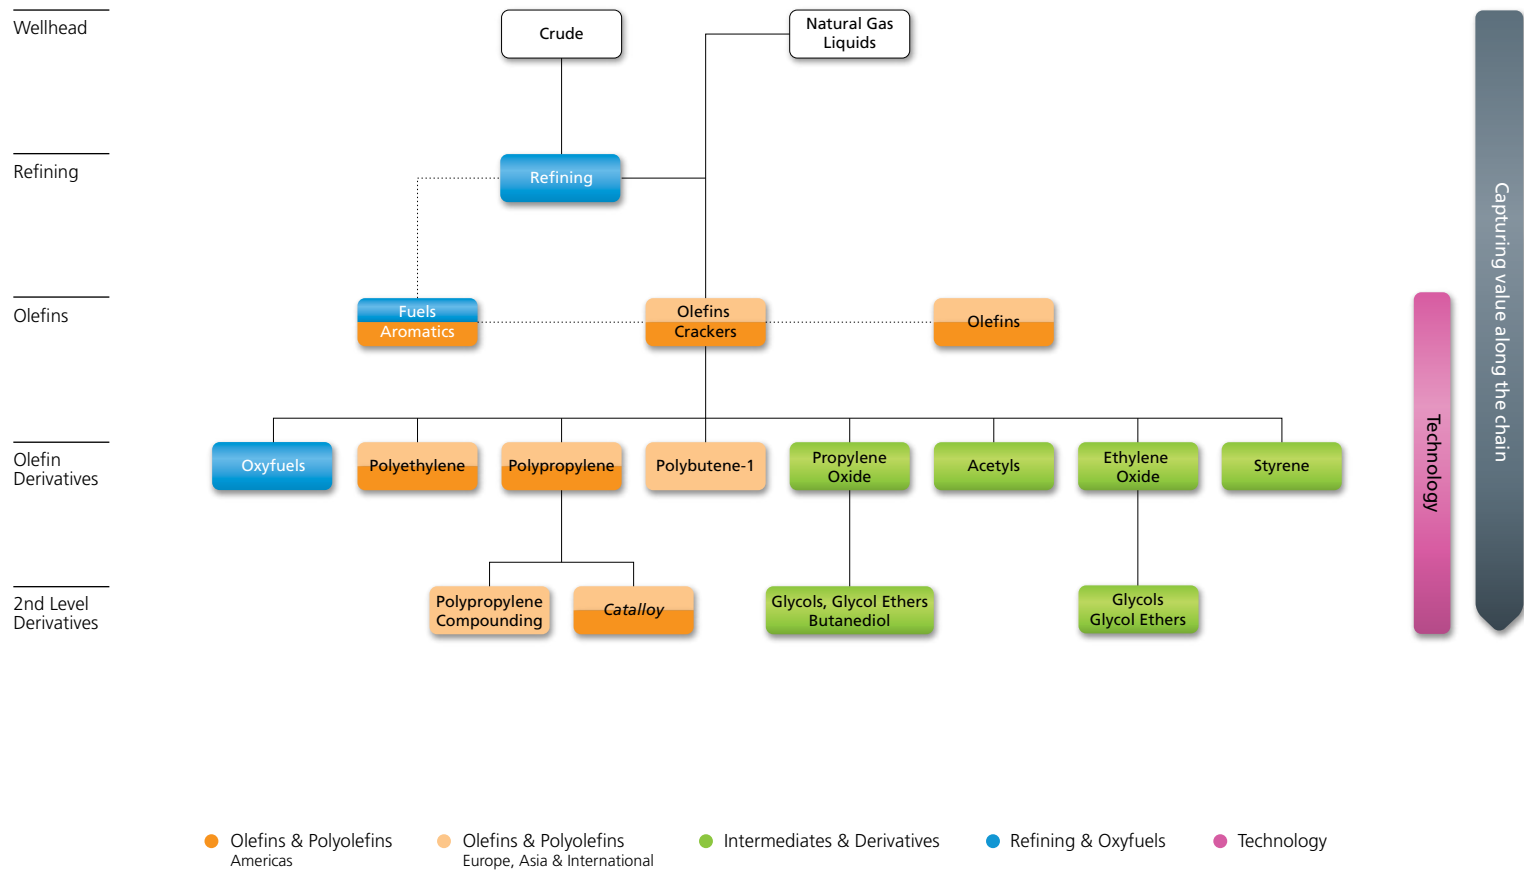 Wellhead
Crude
Natural Gas
Liquids
Refining
Refining
Olefins
Fuels
Aromatics
Olefins
Crackers
Olefins
Olefin
Derivatives
Oxyfuels
Polyethylene
Polypropylene
Polybutene-1
Propylene
Oxide
Acetyls
Ethylene
Oxide
Styrene
2nd Level
Derivatives
Polypropylene
Compounding
Catalloy
Glycols, Glycol Ethers
Butanediol
Glycols
Glycol Ethers
Technology
Capturing value along the chain
Olefins & Polyolefins
Americas
Olefins & Polyolefins
Europe, Asia & International
Intermediates & Derivatives
Refining & Oxyfuels
Technology